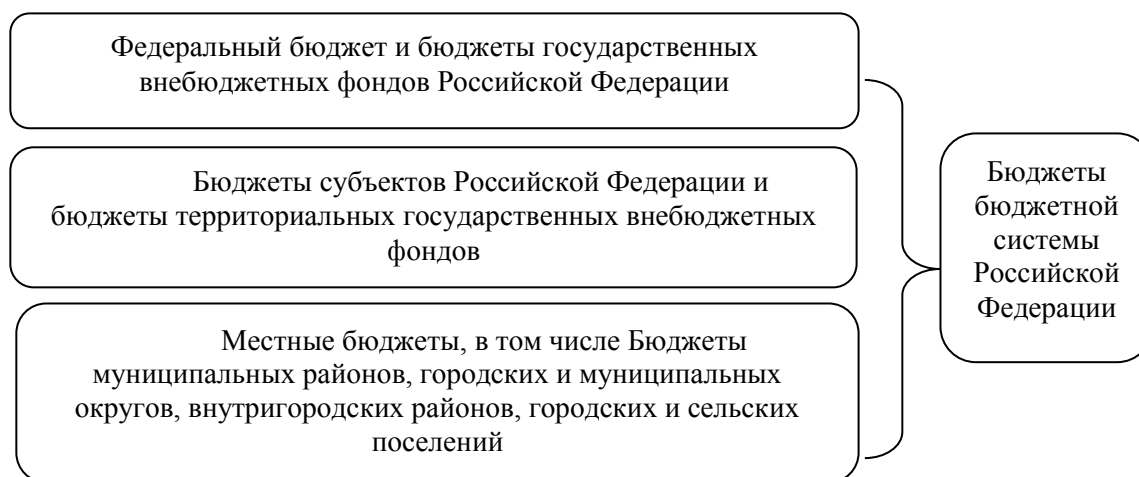 Федеральный бюджет и бюджеты государственных
внебюджетных фондов Российской Федерации
Бюджеты субъектов Российской Федерации и
бюджеты территориальных государственных внебюджетных
фондов
Местные бюджеты, в том числе Бюджеты
муниципальных районов, городских и муниципальных
округов, внутригородских районов, городских и сельских
поселений
Бюджеты
бюджетной
системы
Российской
Федерации